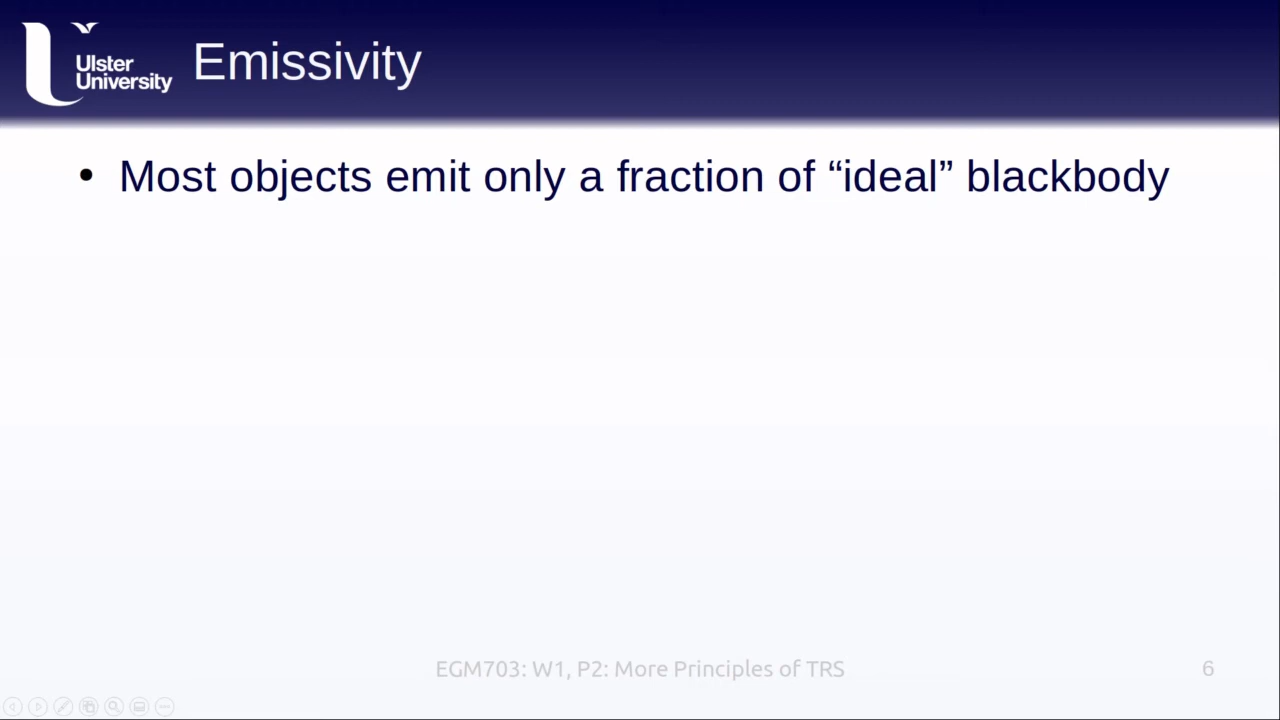 Ulster
University
Emissivity
• Most objects emit only a fraction of “ideal” blackbody
EGM703: W1, P2: More Principles of TRS
6